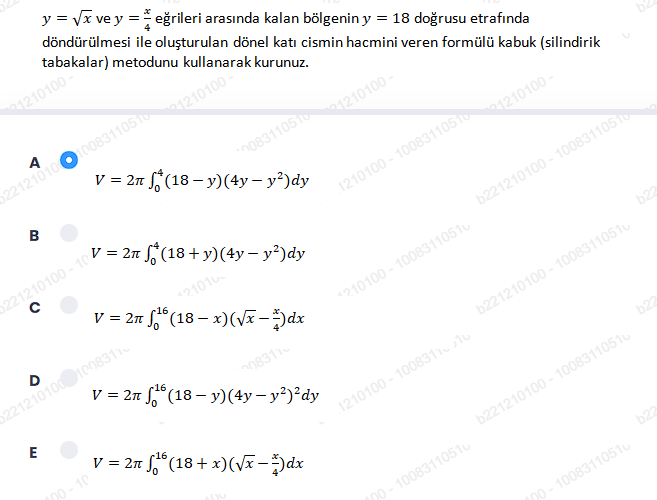 y = √x ve y = x/4 eğrileri arasında kalan bölgenin y = 18 doğrusu etrafında
döndürülmesi ile oluşturulan dönel katı cismin hacmini veren formülü kabuk (silindirik
tabakalar) metodunu kullanarak kurunuz.
A
V = 2π ∫₀⁴(18 − y)(4y − y²)dy
B
V = 2π ∫₀⁴(18 + y)(4y − y²)dy
C
V = 2π ∫₀¹⁶(18 − x)(√x − x/4)dx
D
V = 2π ∫₀¹⁶(18 − y)(4y − y²)²dy
E
V = 2π ∫₀¹⁶(18 + x)(√x − x/4)dx